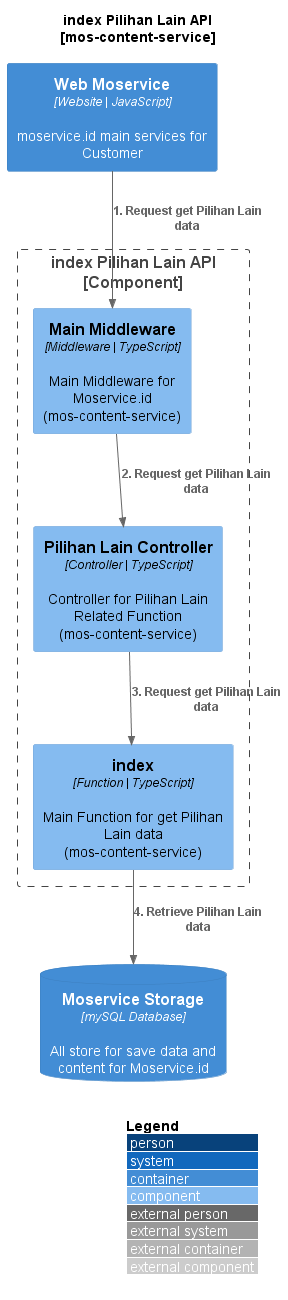 index Pilihan Lain API
[mos-content-service]
Web Moservice
[Website | JavaScript]
moservice.id main services for
Customer
1. Request get Pilihan Lain
data
index Pilihan Lain API
[Component]
Main Middleware
[Middleware | TypeScript]
Main Middleware for
Moservice.id
(mos-content-service)
2. Request get Pilihan Lain
data
Pilihan Lain Controller
[Controller | TypeScript]
Controller for Pilihan Lain
Related Function
(mos-content-service)
3. Request get Pilihan Lain
data
index
[Function | TypeScript]
Main Function for get Pilihan
Lain data
(mos-content-service)
4. Retrieve Pilihan Lain
data
Moservice Storage
[mySQL Database]
All store for save data and
content for Moservice.id
Legend
person
system
container
component
external person
external system
external container
external component